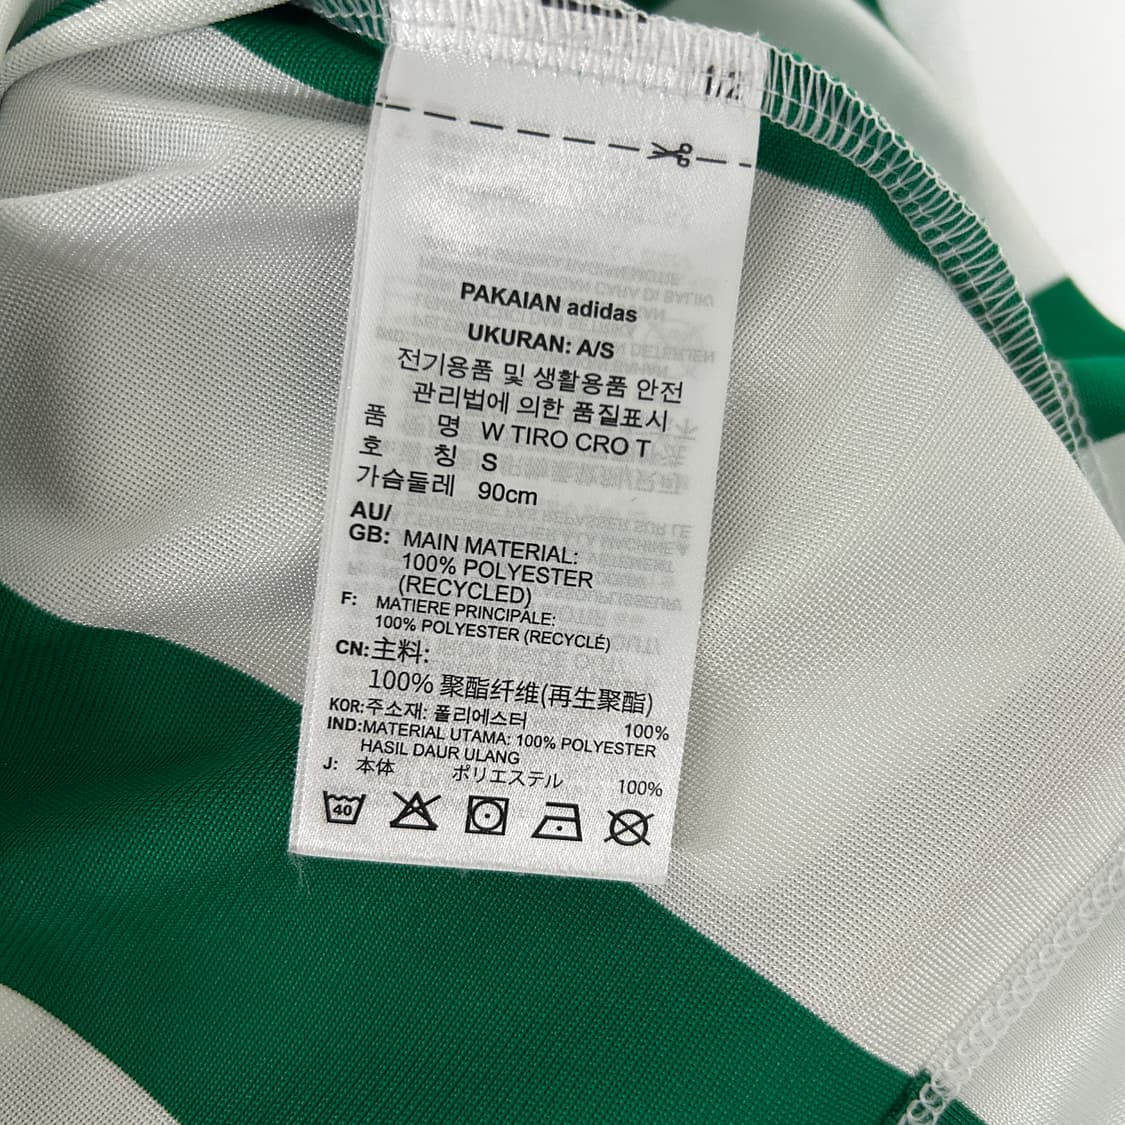 1/2
PAKAIAN adidas
UKURAN: A/S
전기용품 및 생활용품 안전
관리법에 의한 품질표시
품 명 W TIRO CRO T
호 칭 S
가슴둘레 90cm
AU/
GB: MAIN MATERIAL:
100% POLYESTER
(RECYCLED)
F: MATIERE PRINCIPALE:
100% POLYESTER (RECYCLÉ)
CN:主料:
100% 聚酯纤维(再生聚酯)
KOR:주소재: 폴리에스터 100%
IND:MATERIAL UTAMA: 100% POLYESTER
HASIL DAUR ULANG
J: 本体 ポリエステル 100%
40